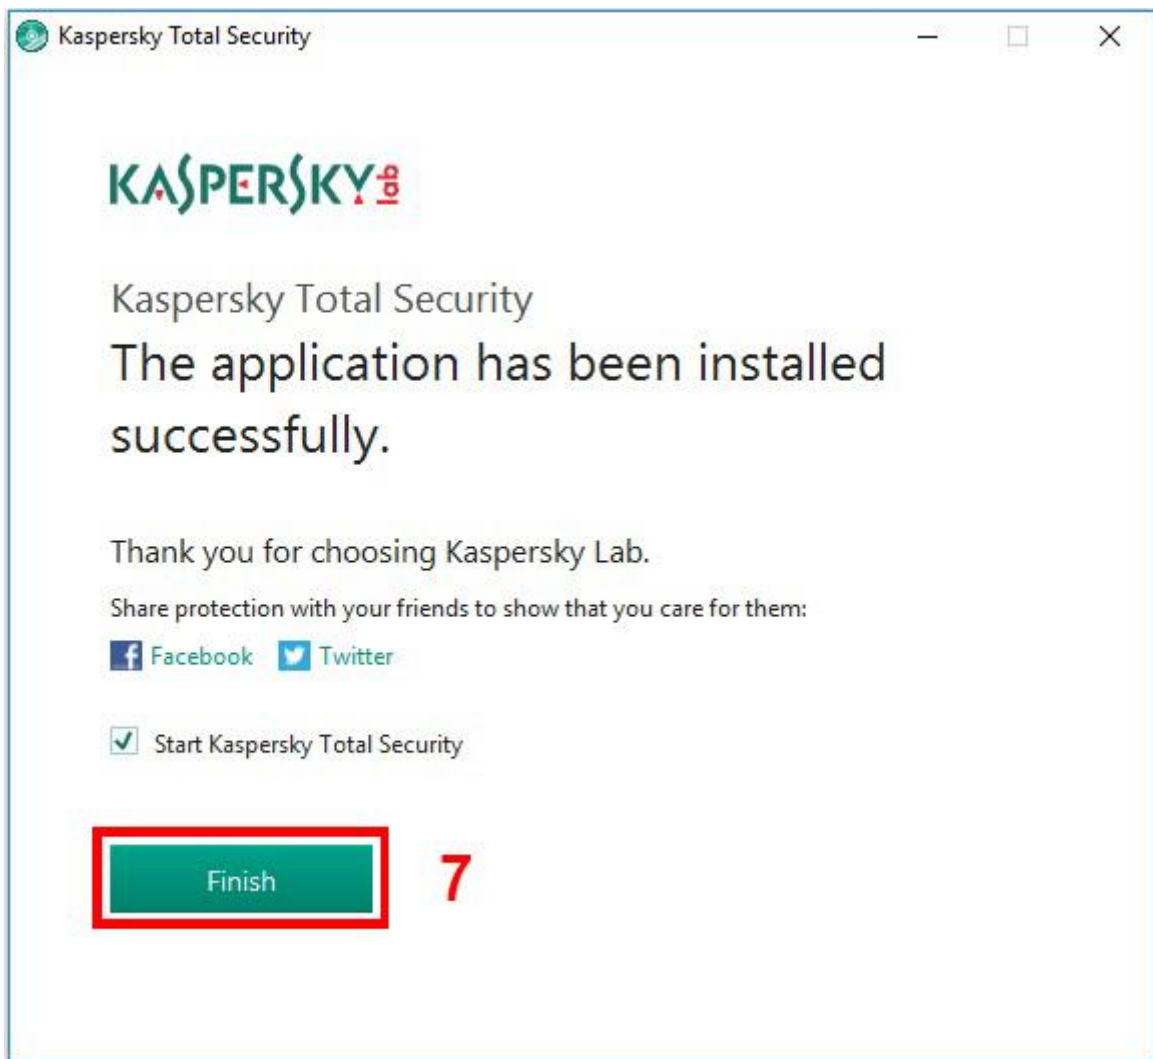 Kaspersky Total Security
KASPERSKY lab
Kaspersky Total Security
The application has been installed
successfully.
Thank you for choosing Kaspersky Lab.
Share protection with your friends to show that you care for them:
f Facebook Twitter
Start Kaspersky Total Security
Finish 7